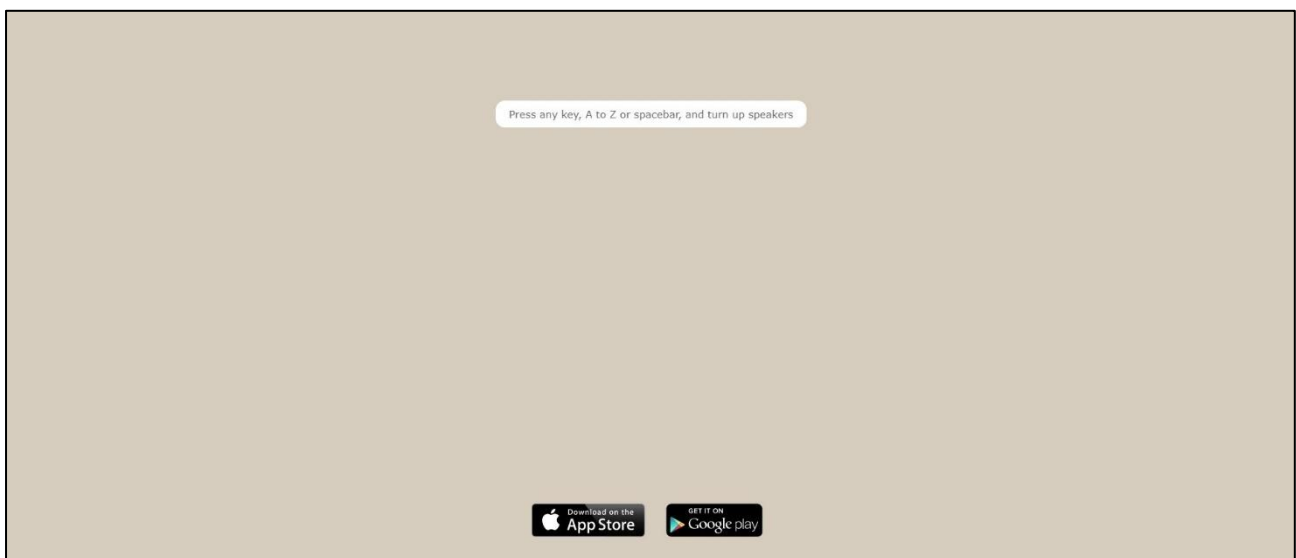 Press any key, A to Z or spacebar, and turn up speakers
Download on the
App Store
GET IT ON
Google play